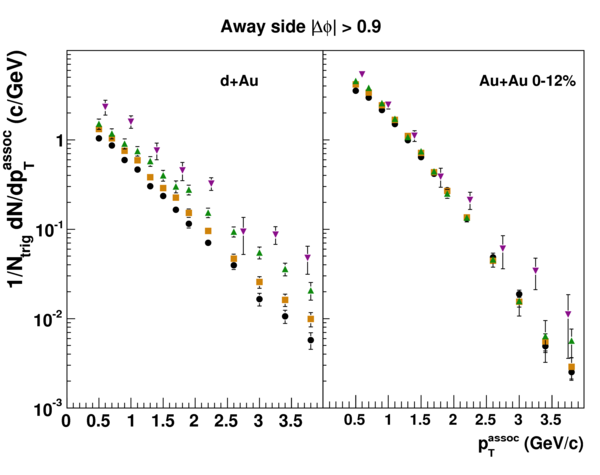 Away side |Δϕ| > 0.9
1/N_trig dN/dp_T^assoc (c/GeV)
d+Au
Au+Au 0-12%
1
10^-1
10^-2
10^-3
0 0.5 1 1.5 2 2.5 3 3.5
0.5 1 1.5 2 2.5 3 3.5
p_T^assoc (GeV/c)